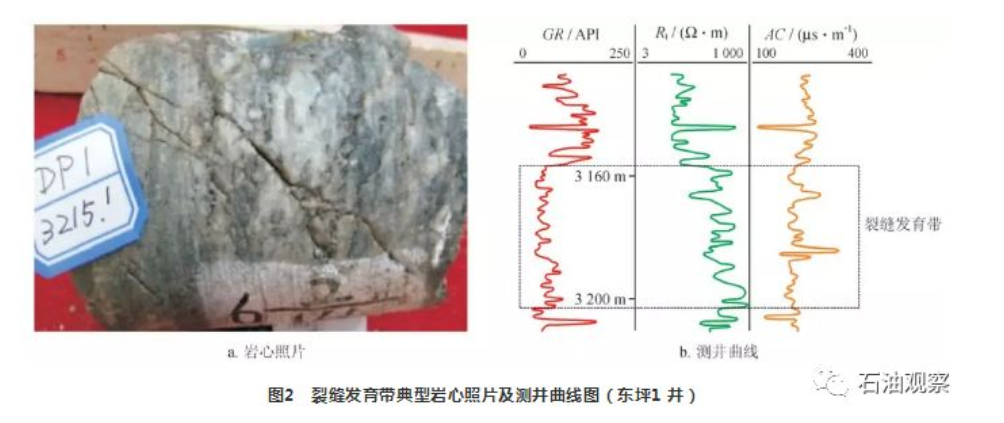 DP1
3215.1
6
a. 岩心照片
GR / API
0 250
Rt / (Ω · m)
3 1 000
AC / (μs · m⁻¹)
100 400
3 160 m
裂缝发育带
3 200 m
b. 测井曲线
石油观察
图2 裂缝发育带典型岩心照片及测井曲线图（东坪1 井）